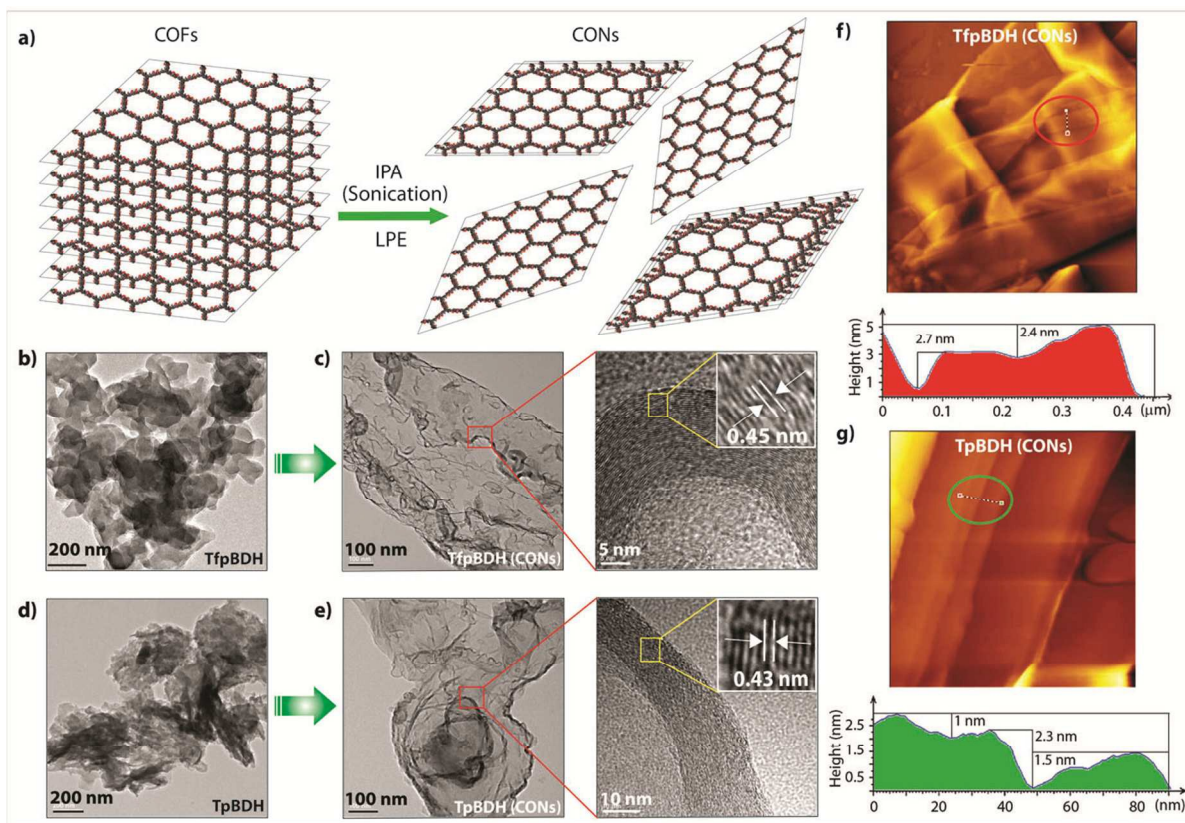 a)
COFs
CONs
IPA
(Sonication)
LPE
b)
200 nm
TfpBDH
c)
100 nm
TfpBDH (CONs)
0.45 nm
5 nm
d)
200 nm
TpBDH
e)
100 nm
TpBDH (CONs)
0.43 nm
10 nm
f)
TfpBDH (CONs)
Height (nm)
5
3
1
2.7 nm
2.4 nm
0 0.1 0.2 0.3 0.4 (μm)
g)
TpBDH (CONs)
Height (nm)
2.5
1.5
0.5
1 nm
2.3 nm
1.5 nm
0 20 40 60 80 (nm)